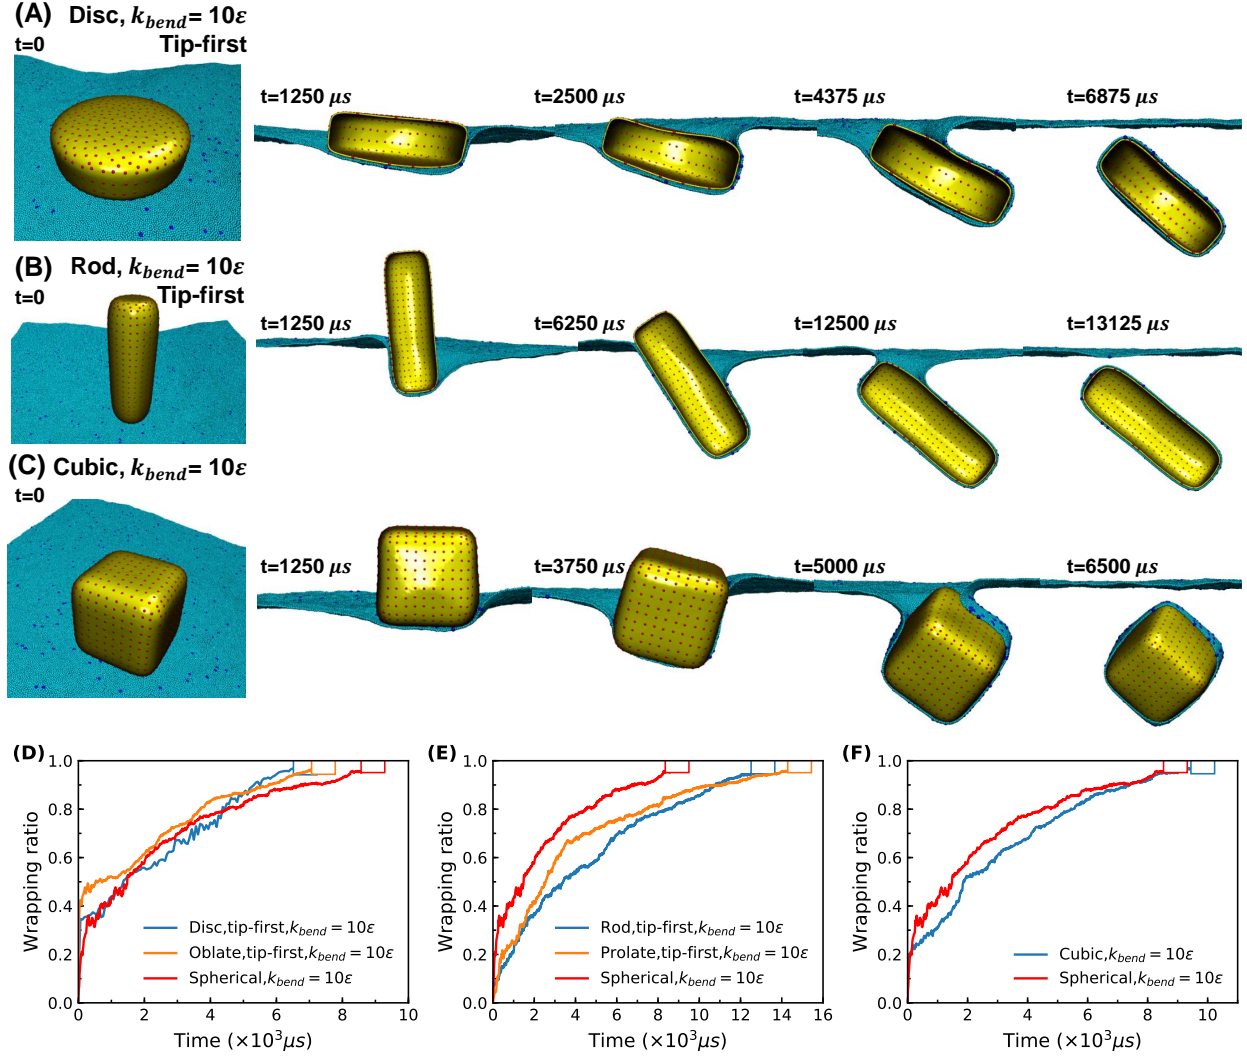 (A) Disc, k_bend = 10ε
t=0 Tip-first
t=1250 μs t=2500 μs t=4375 μs t=6875 μs
(B) Rod, k_bend = 10ε
t=0 Tip-first
t=1250 μs t=6250 μs t=12500 μs t=13125 μs
(C) Cubic, k_bend = 10ε
t=0
t=1250 μs t=3750 μs t=5000 μs t=6500 μs
(D)
1.0
0.8
0.6
0.4
0.2
0.0
Wrapping ratio
Disc,tip-first,k_bend = 10ε
Oblate,tip-first,k_bend = 10ε
Spherical,k_bend = 10ε
0 2 4 6 8 10
Time (×10³μs)
(E)
1.0
0.8
0.6
0.4
0.2
0.0
Wrapping ratio
Rod,tip-first,k_bend = 10ε
Prolate,tip-first,k_bend = 10ε
Spherical,k_bend = 10ε
0 2 4 6 8 10 12 14 16
Time (×10³μs)
(F)
1.0
0.8
0.6
0.4
0.2
0.0
Wrapping ratio
Cubic,k_bend = 10ε
Spherical,k_bend = 10ε
0 2 4 6 8 10
Time (×10³μs)